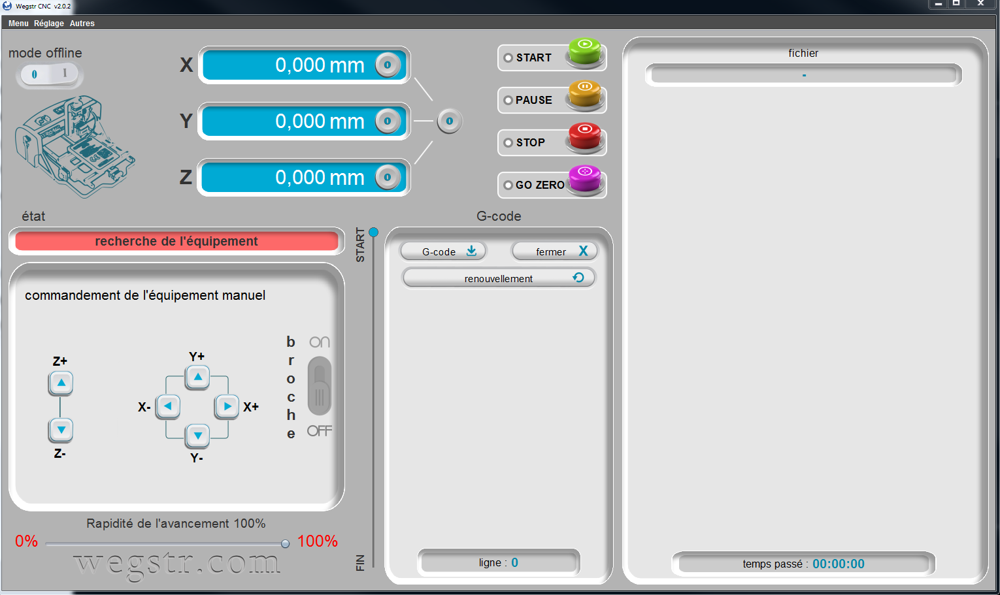 Wegstr CNC v2.0.2
Menu Réglage Autres
mode offline
0 I
WEGSTR
X 0,000 mm 0
Y 0,000 mm 0
Z 0,000 mm 0
0
START
PAUSE
STOP
GO ZERO
fichier
-
état
recherche de l'équipement
commandement de l'équipement manuel
Z+
Z-
Y+
X-
X+
Y-
broche
ON
OFF
Rapidité de l'avancement 100%
0% 100%
wegstr.com
START
FIN
G-code
G-code
fermer X
renouvellement
ligne : 0
temps passé : 00:00:00